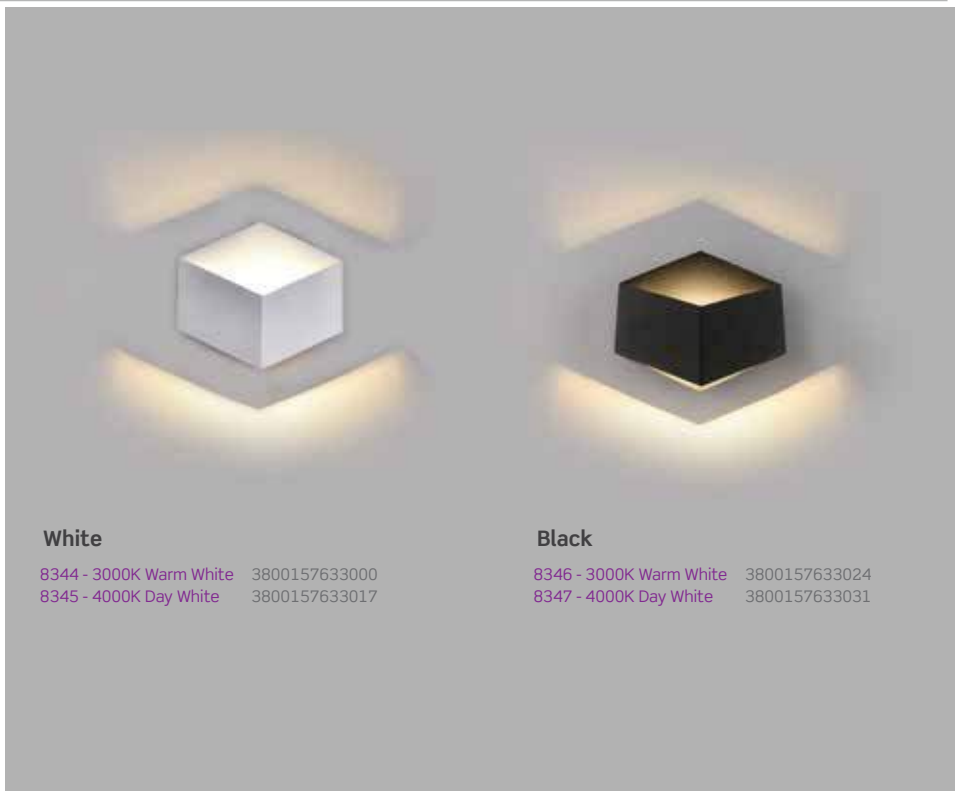 White
8344 - 3000K Warm White 3800157633000
8345 - 4000K Day White 3800157633017
Black
8346 - 3000K Warm White 3800157633024
8347 - 4000K Day White 3800157633031